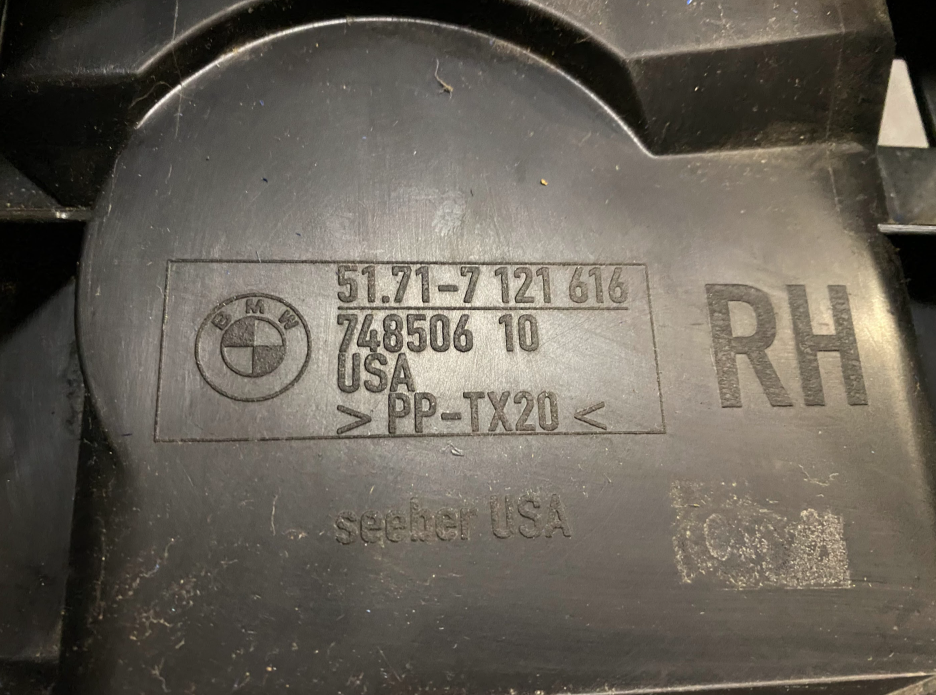 BMW
51.71-7 121 616
748506 10
USA
> PP-TX20 <
RH
seeber USA